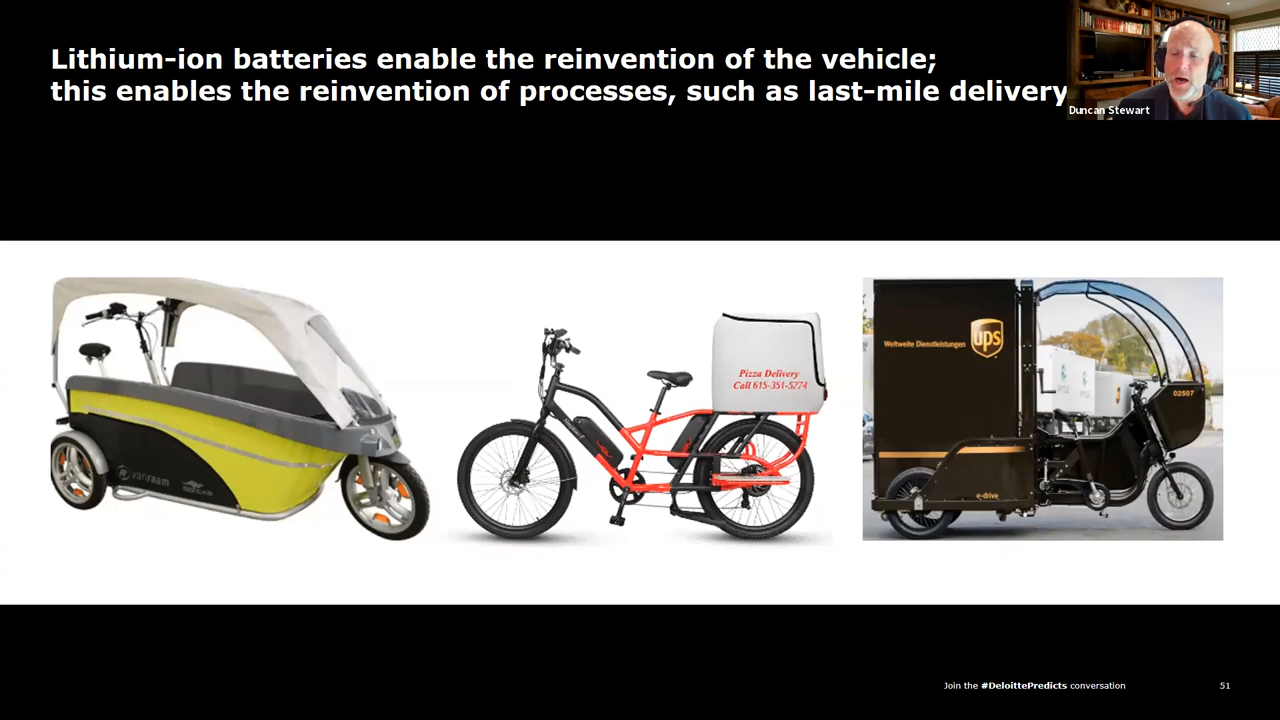 Lithium-ion batteries enable the reinvention of the vehicle;
this enables the reinvention of processes, such as last-mile delivery
Duncan Stewart
vanraam
Pizza Delivery
Call 615-351-5274
Weltweite Dienstleistungen
ups
02507
e-drive
Join the #DeloittePredicts conversation
51